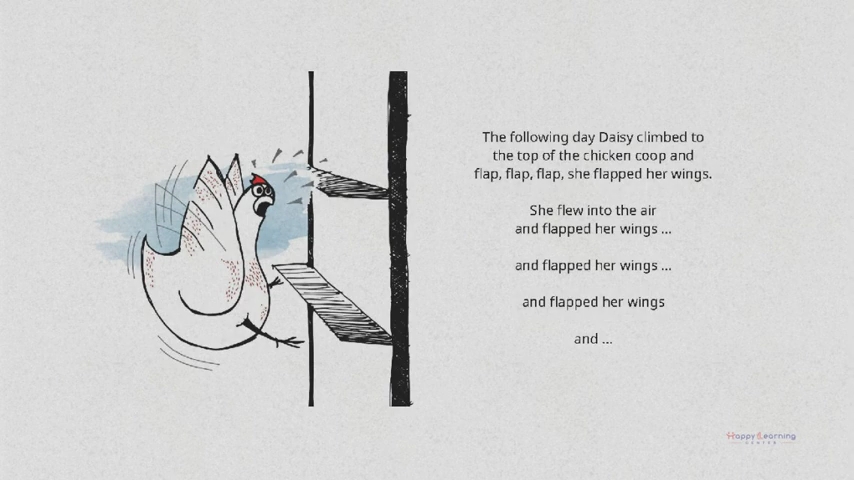 The following day Daisy climbed to
the top of the chicken coop and
flap, flap, flap, she flapped her wings.
She flew into the air
and flapped her wings ...
and flapped her wings ...
and flapped her wings
and ...
Happy Learning
CENTER